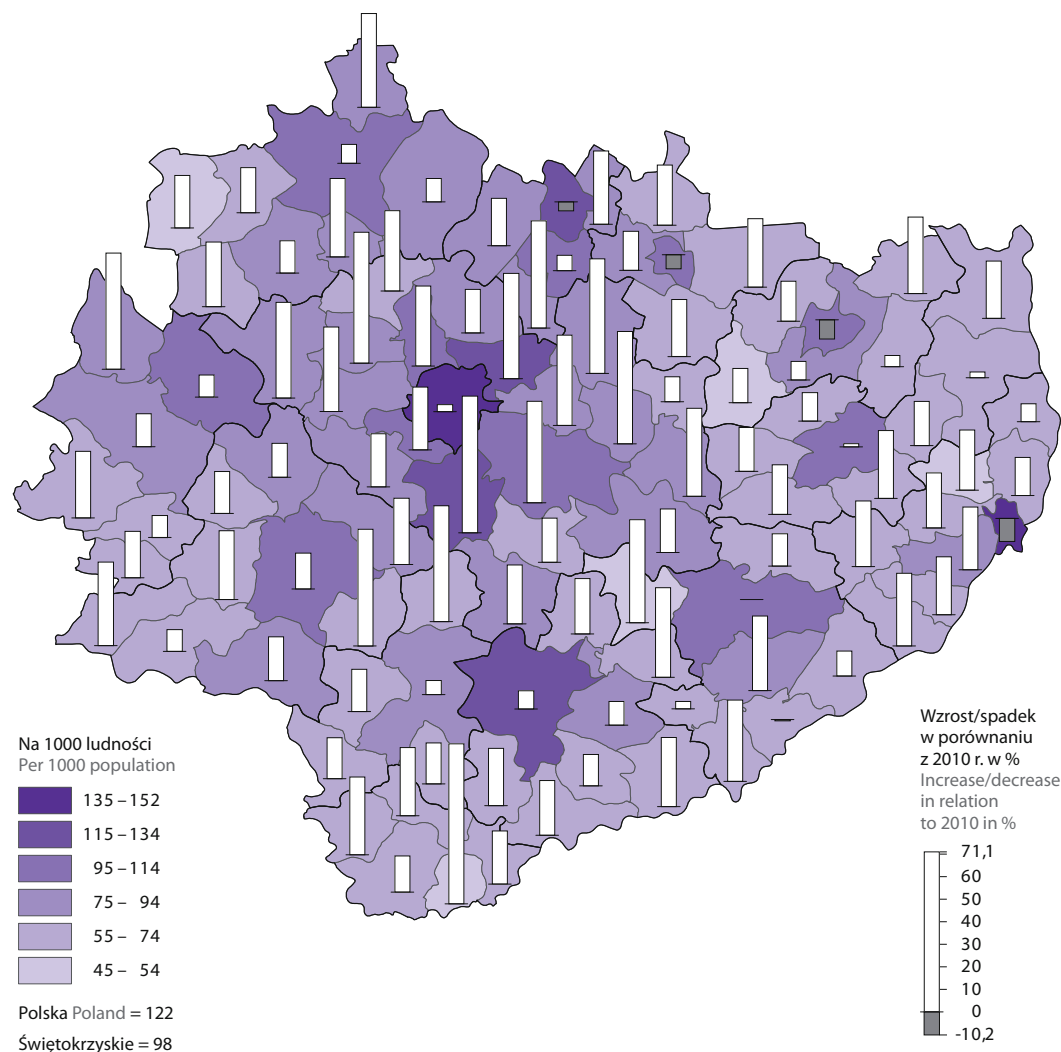 Na 1000 ludności
Per 1000 population
135 – 152
115 – 134
95 – 114
75 – 94
55 – 74
45 – 54
Polska Poland = 122
Świętokrzyskie = 98
Wzrost/spadek
w porównaniu
z 2010 r. w %
Increase/decrease
in relation
to 2010 in %
71,1
60
50
40
30
20
10
0
-10,2